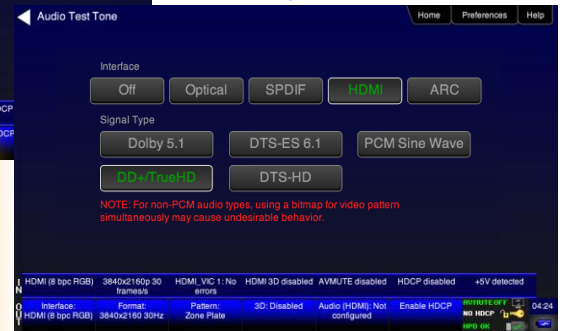 Audio Test Tone
Home Preferences Help
Interface
Off Optical SPDIF HDMI ARC
Signal Type
Dolby 5.1 DTS-ES 6.1 PCM Sine Wave
DD+/TrueHD DTS-HD
NOTE: For non-PCM audio types, using a bitmap for video pattern
simultaneously may cause undesirable behavior.
DCP
DCP
IN
HDMI (8 bpc RGB) 3840x2160p 30 HDMI_VIC 1: No HDMI 3D disabled AVMUTE disabled HDCP disabled +5V detected
frames/s errors
OUT
Interface: Format: Pattern: 3D: Disabled Audio (HDMI): Not Enable HDCP AVMUTE OFF 04:24
HDMI (8 bpc RGB) 3840x2160 30Hz Zone Plate configured NO HDCP
HPD OK